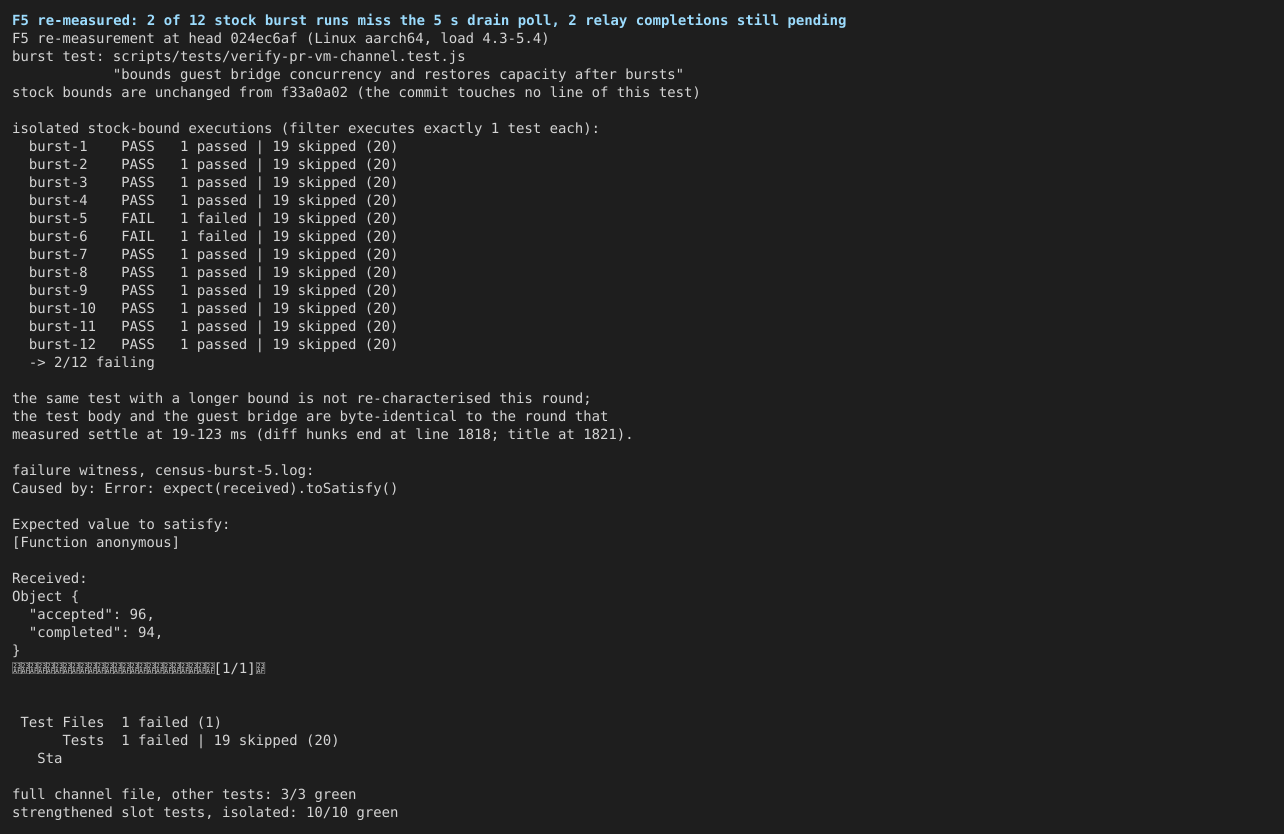 F5 re-measured: 2 of 12 stock burst runs miss the 5 s drain poll, 2 relay completions still pending
F5 re-measurement at head 024ec6af (Linux aarch64, load 4.3-5.4)
burst test: scripts/tests/verify-pr-vm-channel.test.js
"bounds guest bridge concurrency and restores capacity after bursts"
stock bounds are unchanged from f33a0a02 (the commit touches no line of this test)
isolated stock-bound executions (filter executes exactly 1 test each):
burst-1 PASS 1 passed | 19 skipped (20)
burst-2 PASS 1 passed | 19 skipped (20)
burst-3 PASS 1 passed | 19 skipped (20)
burst-4 PASS 1 passed | 19 skipped (20)
burst-5 FAIL 1 failed | 19 skipped (20)
burst-6 FAIL 1 failed | 19 skipped (20)
burst-7 PASS 1 passed | 19 skipped (20)
burst-8 PASS 1 passed | 19 skipped (20)
burst-9 PASS 1 passed | 19 skipped (20)
burst-10 PASS 1 passed | 19 skipped (20)
burst-11 PASS 1 passed | 19 skipped (20)
burst-12 PASS 1 passed | 19 skipped (20)
-> 2/12 failing
the same test with a longer bound is not re-characterised this round;
the test body and the guest bridge are byte-identical to the round that
measured settle at 19-123 ms (diff hunks end at line 1818; title at 1821).
failure witness, census-burst-5.log:
Caused by: Error: expect(received).toSatisfy()
Expected value to satisfy:
[Function anonymous]
Received:
Object {
"accepted": 96,
"completed": 94,
}
[1/1]
Test Files 1 failed (1)
Tests 1 failed | 19 skipped (20)
Sta
full channel file, other tests: 3/3 green
strengthened slot tests, isolated: 10/10 green